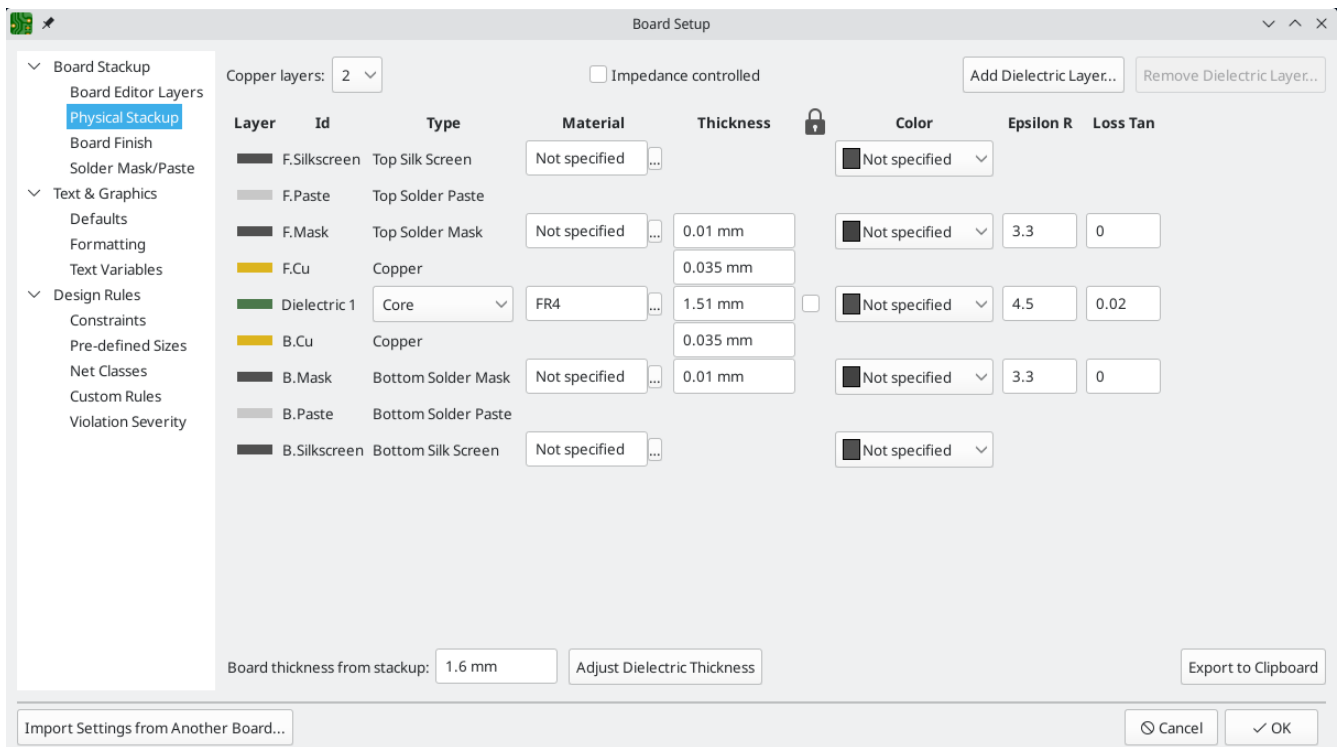 Board Setup
Board Stackup
Board Editor Layers
Physical Stackup
Board Finish
Solder Mask/Paste
Text & Graphics
Defaults
Formatting
Text Variables
Design Rules
Constraints
Pre-defined Sizes
Net Classes
Custom Rules
Violation Severity
Copper layers: 2 Impedance controlled Add Dielectric Layer... Remove Dielectric Layer...
Layer Id Type Material Thickness Color Epsilon R Loss Tan
F.Silkscreen Top Silk Screen Not specified ... Not specified
F.Paste Top Solder Paste
F.Mask Top Solder Mask Not specified ... 0.01 mm Not specified 3.3 0
F.Cu Copper 0.035 mm
Dielectric 1 Core FR4 ... 1.51 mm Not specified 4.5 0.02
B.Cu Copper 0.035 mm
B.Mask Bottom Solder Mask Not specified ... 0.01 mm Not specified 3.3 0
B.Paste Bottom Solder Paste
B.Silkscreen Bottom Silk Screen Not specified ... Not specified
Board thickness from stackup: 1.6 mm Adjust Dielectric Thickness Export to Clipboard
Import Settings from Another Board... Cancel OK